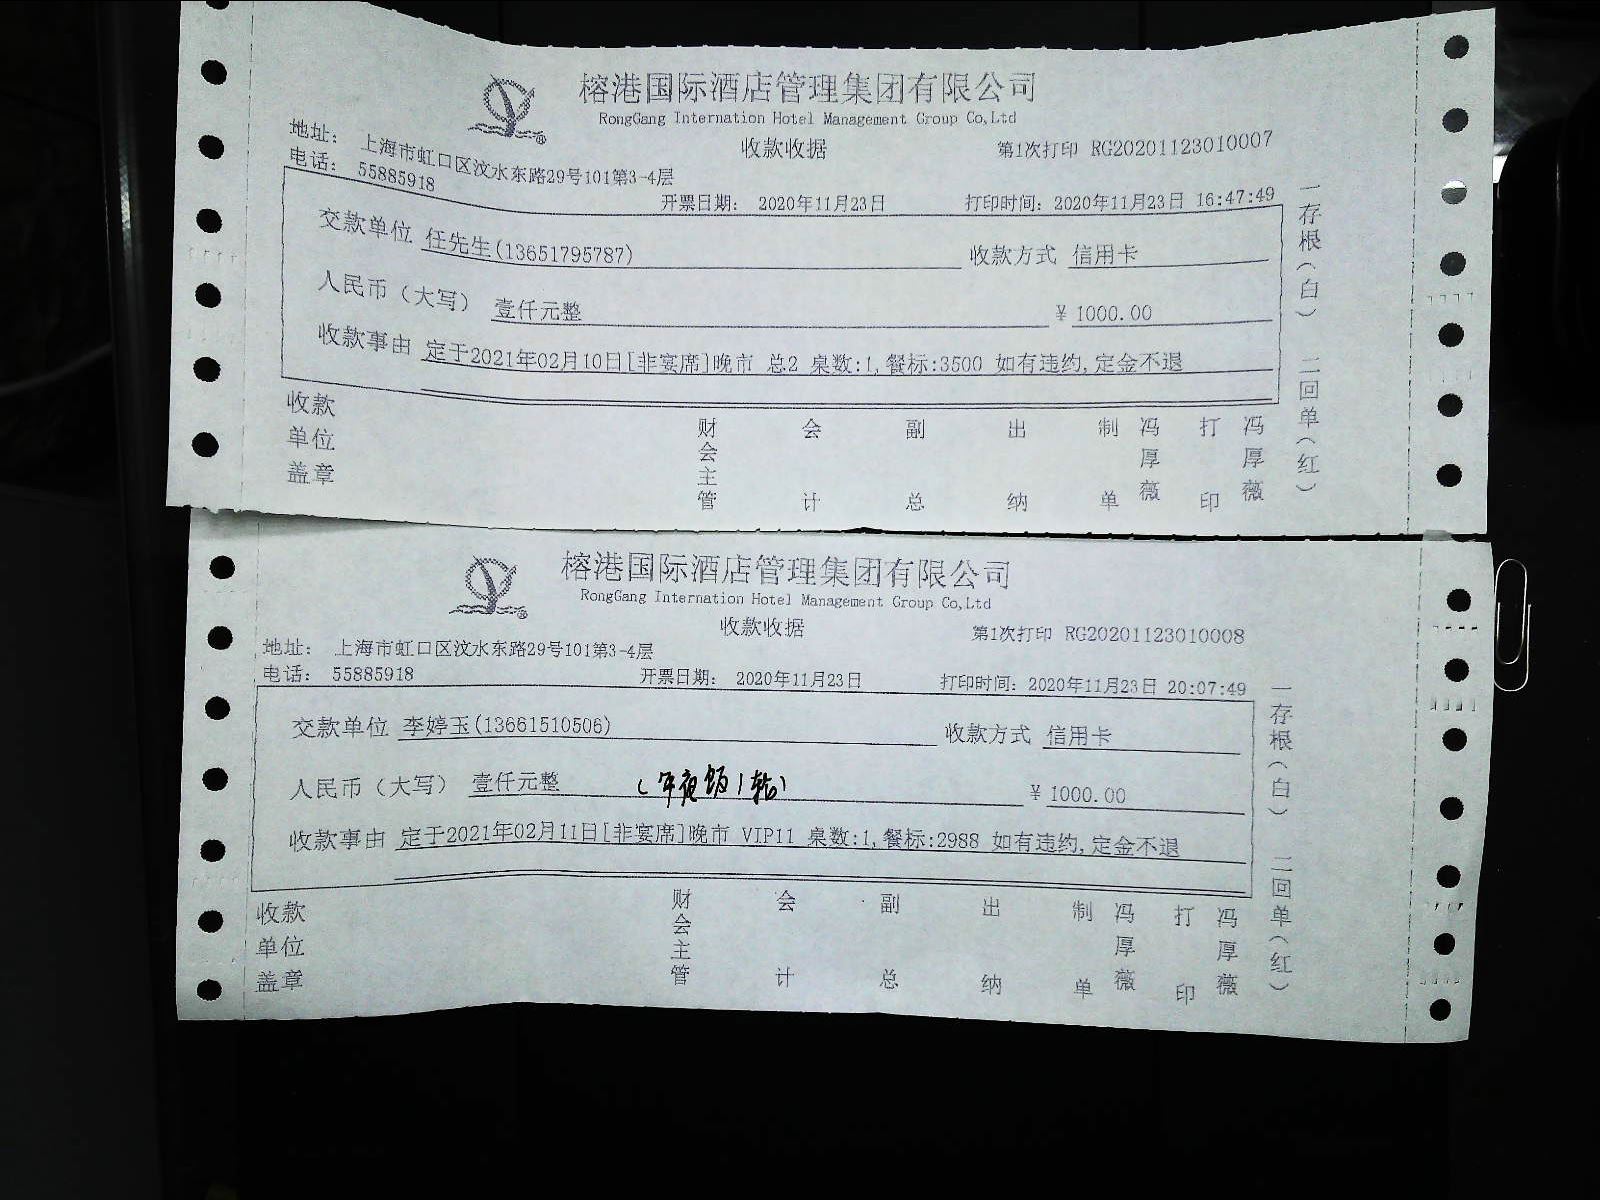 榕港国际酒店管理集团有限公司
RongGang Internation Hotel Management Group Co,Ltd
收款收据
第1次打印 RG20201123010007
地址： 上海市虹口区汶水东路29号101第3-4层
电话： 55885918
开票日期： 2020年11月23日 打印时间：2020年11月23日 16:47:49
交款单位 任先生(13651795787) 收款方式 信用卡
人民币（大写） 壹仟元整 ¥ 1000.00
收款事由 定于2021年02月10日[非宴席]晚市 总2 桌数:1,餐标:3500 如有违约,定金不退
收款单位盖章 财会主管 会计 副总 出纳 制单 冯厚薇 打印 冯厚薇
一存根（白） 二回单（红）
榕港国际酒店管理集团有限公司
RongGang Internation Hotel Management Group Co,Ltd
收款收据
第1次打印 RG20201123010008
地址： 上海市虹口区汶水东路29号101第3-4层
电话： 55885918
开票日期： 2020年11月23日 打印时间：2020年11月23日 20:07:49
交款单位 李婷玉(13661510506) 收款方式 信用卡
人民币（大写） 壹仟元整 （年夜饭1轮） ¥ 1000.00
收款事由 定于2021年02月11日[非宴席]晚市 VIP11 桌数:1,餐标:2988 如有违约,定金不退
收款单位盖章 财会主管 会计 副总 出纳 制单 冯厚薇 打印 冯厚薇
一存根（白） 二回单（红）